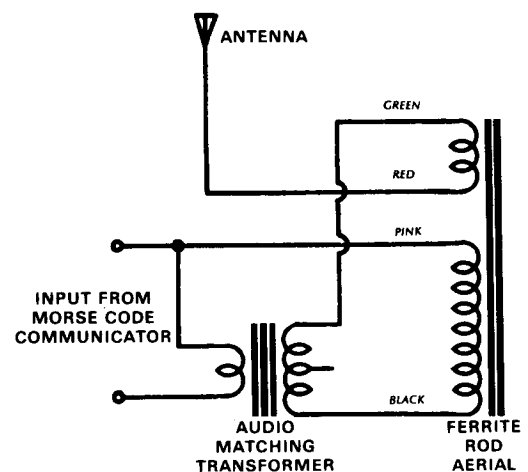 ANTENNA
GREEN
RED
PINK
INPUT FROM
MORSE CODE
COMMUNICATOR
BLACK
AUDIO
MATCHING
TRANSFORMER
FERRITE
ROD
AERIAL